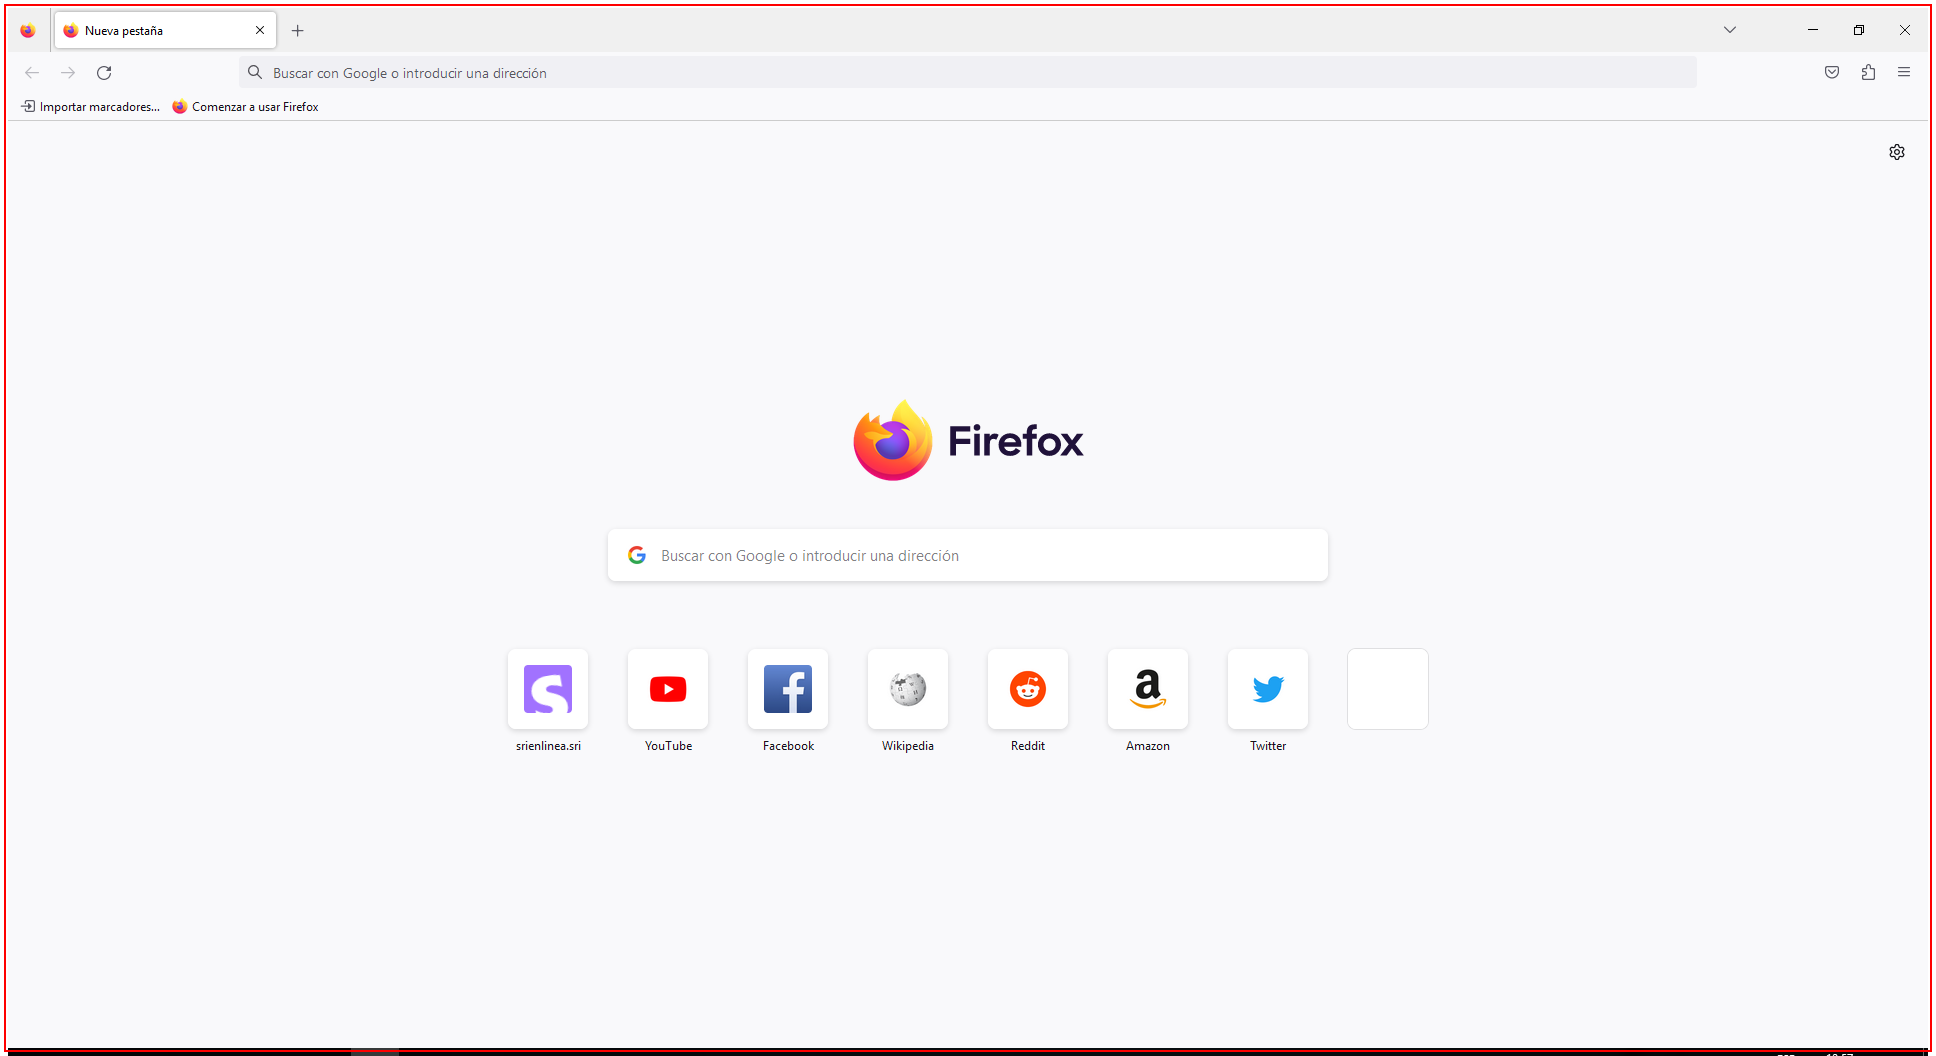 Nueva pestaña
Buscar con Google o introducir una dirección
Importar marcadores... Comenzar a usar Firefox
Firefox
Buscar con Google o introducir una dirección
srienlinea.sri YouTube Facebook Wikipedia Reddit Amazon Twitter